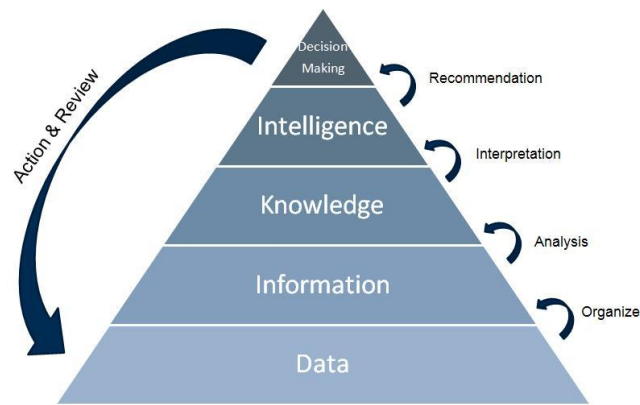 Decision
Making
Recommendation
Action & Review
Intelligence
Interpretation
Knowledge
Analysis
Information
Organize
Data